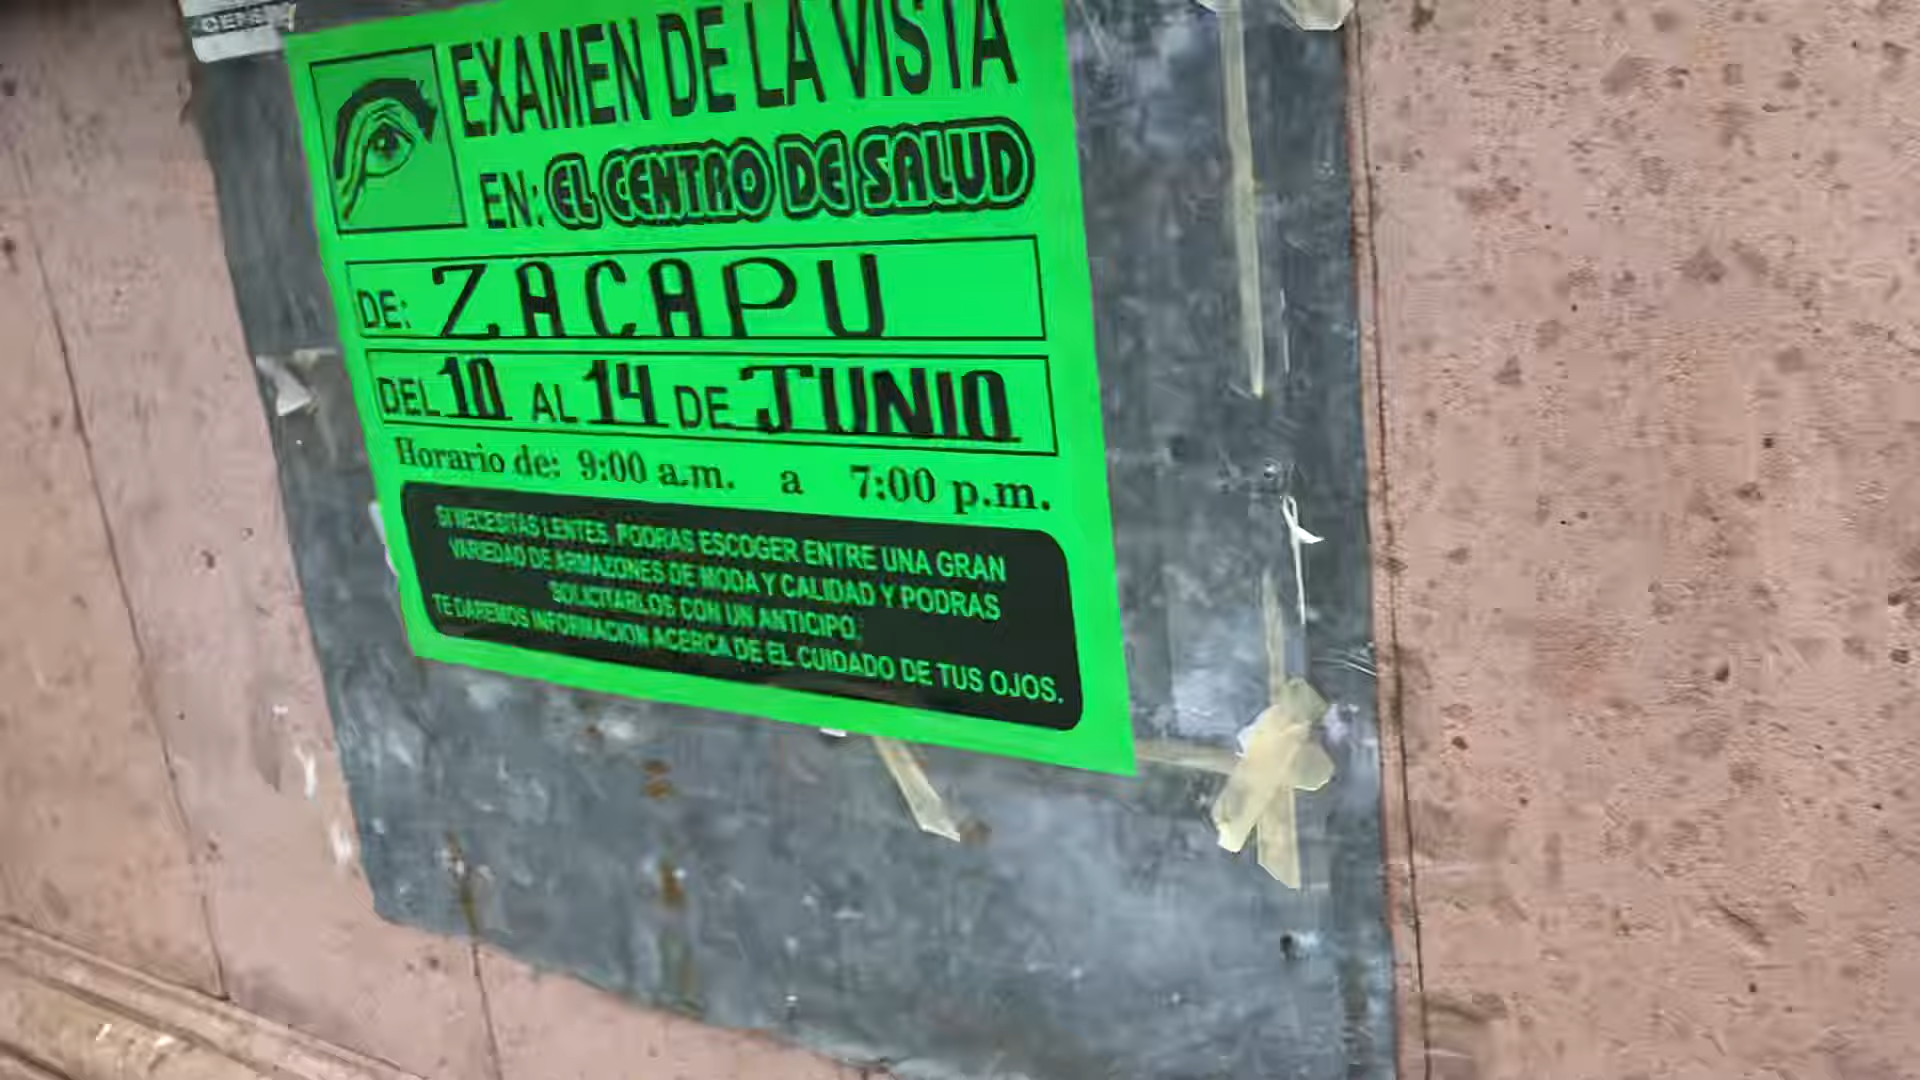 EXAMEN DE LA VISTA
EN: EL CENTRO DE SALUD
DE: ZACAPU
DEL 10 AL 14 DE JUNIO
Horario de: 9:00 a.m. a 7:00 p.m.
SI NECESITAS LENTES, PODRAS ESCOGER ENTRE UNA GRAN
VARIEDAD DE ARMAZONES DE MODA Y CALIDAD Y PODRAS
SOLICITARLOS CON UN ANTICIPO.
TE DAREMOS INFORMACION ACERCA DE EL CUIDADO DE TUS OJOS.